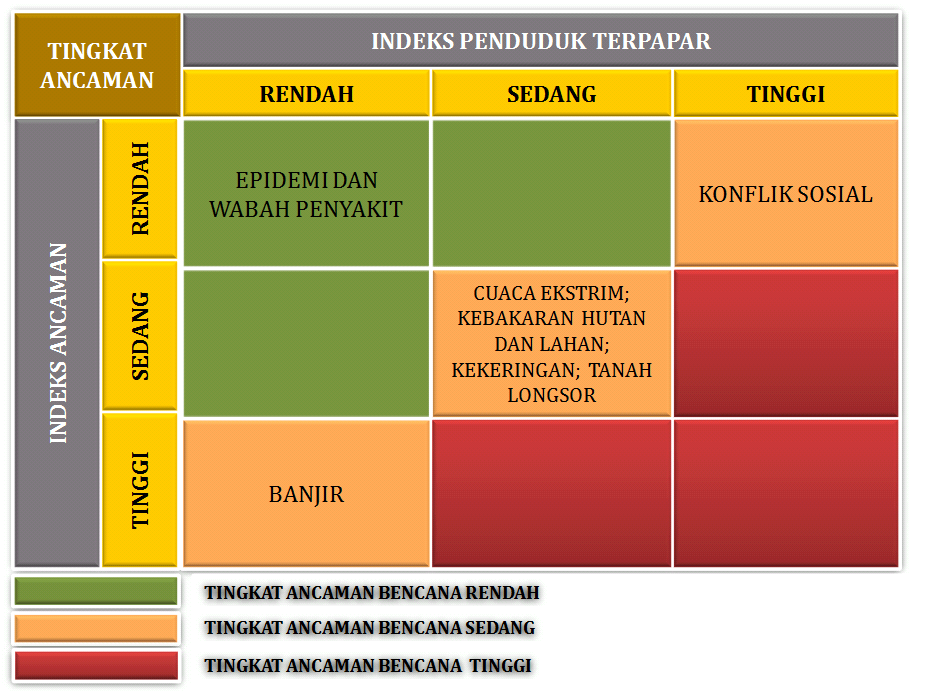 TINGKAT
ANCAMAN
INDEKS PENDUDUK TERPAPAR
RENDAH
SEDANG
TINGGI
INDEKS ANCAMAN
RENDAH
EPIDEMI DAN
WABAH PENYAKIT
KONFLIK SOSIAL
SEDANG
CUACA EKSTRIM;
KEBAKARAN HUTAN
DAN LAHAN;
KEKERINGAN; TANAH
LONGSOR
TINGGI
BANJIR
TINGKAT ANCAMAN BENCANA RENDAH
TINGKAT ANCAMAN BENCANA SEDANG
TINGKAT ANCAMAN BENCANA TINGGI